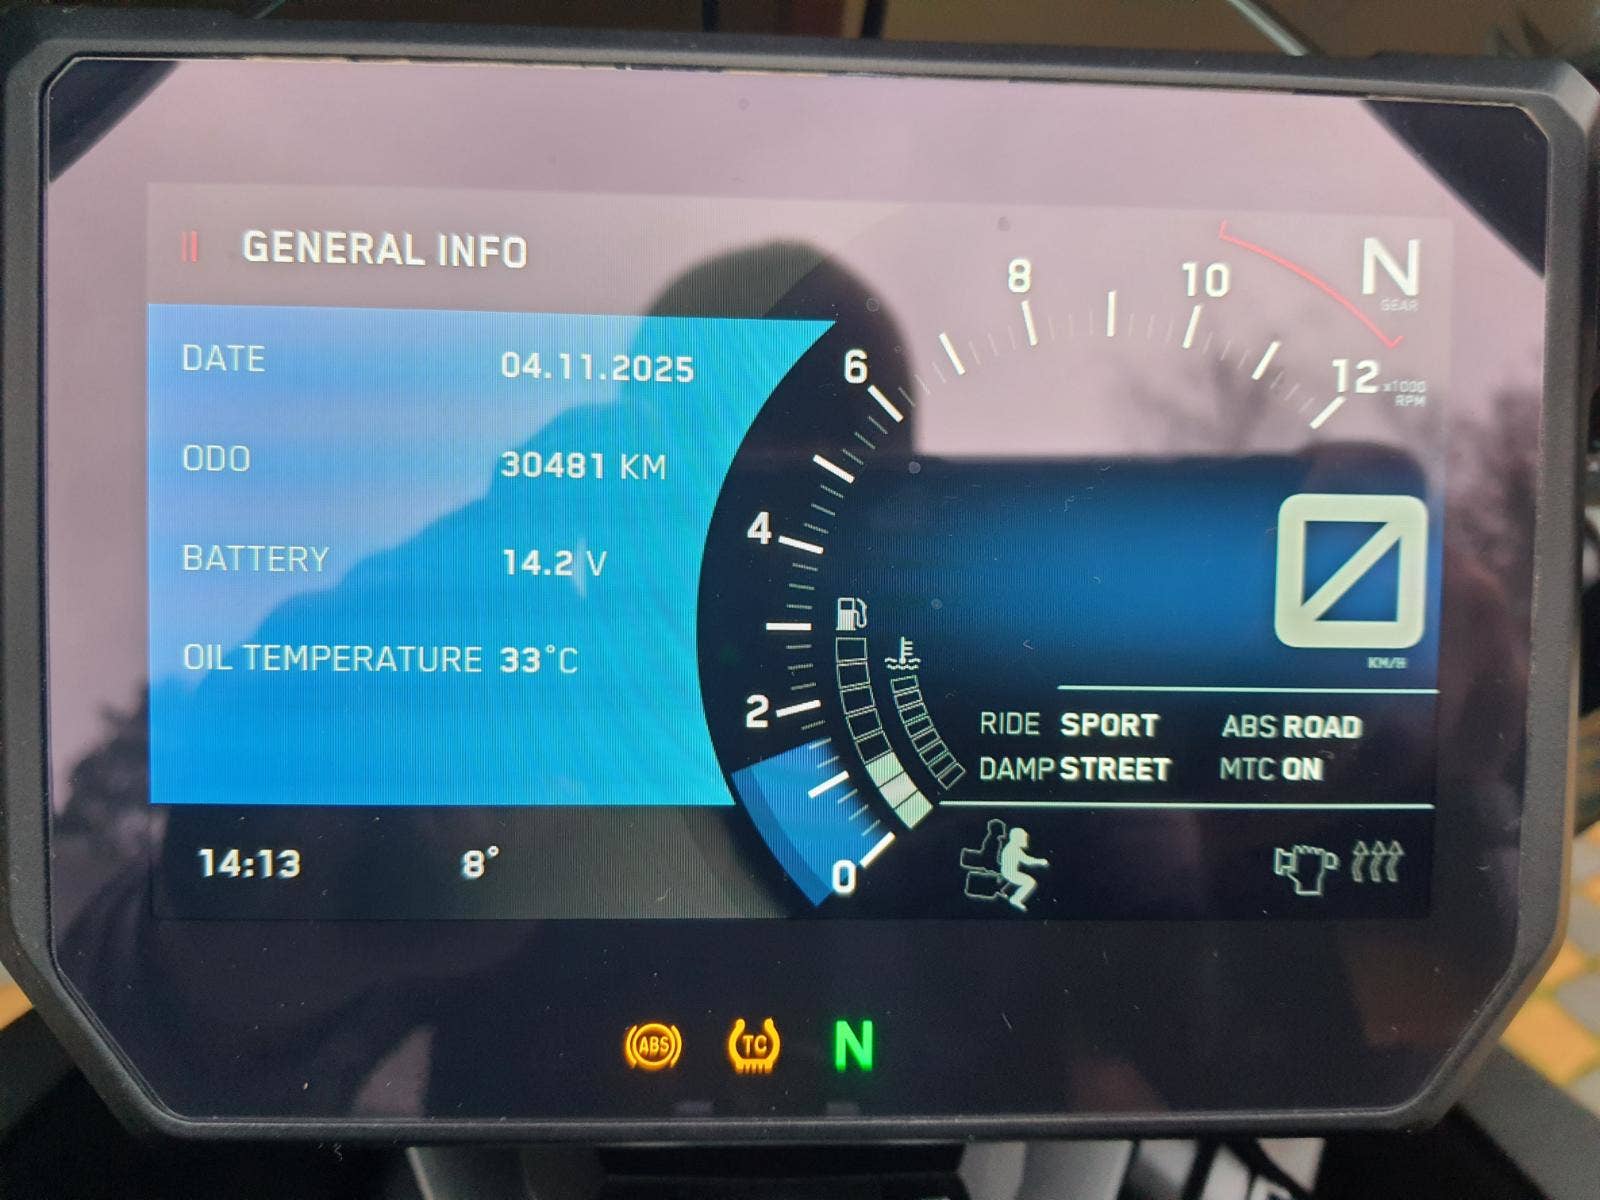 GENERAL INFO
DATE 04.11.2025
ODO 30481 KM
BATTERY 14.2 V
OIL TEMPERATURE 33°C
14:13 8°
0
2
4
6
8
10
12 x1000 RPM
N
GEAR
0
KM/H
RIDE SPORT ABS ROAD
DAMP STREET MTC ON
ABS TC N